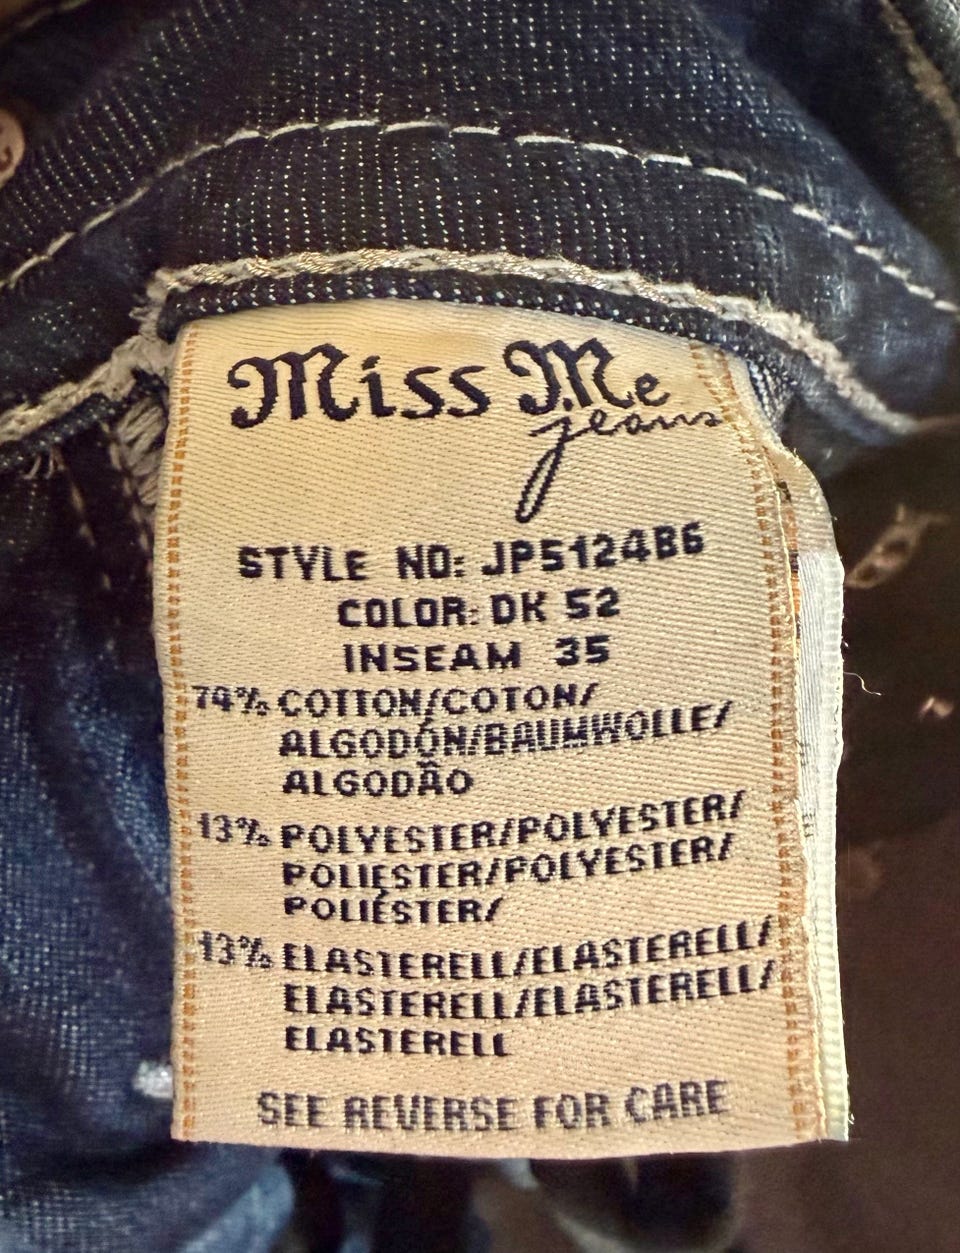 Miss Me
jeans
STYLE NO: JP5124B6
COLOR: DK 52
INSEAM 35
74% COTTON/COTON/
ALGODÓN/BAUMWOLLE/
ALGODÃO
13% POLYESTER/POLYESTER/
POLIESTER/POLYESTER/
POLIÉSTER/
13% ELASTERELL/ELASTERELL/
ELASTERELL/ELASTERELL/
ELASTERELL
SEE REVERSE FOR CARE